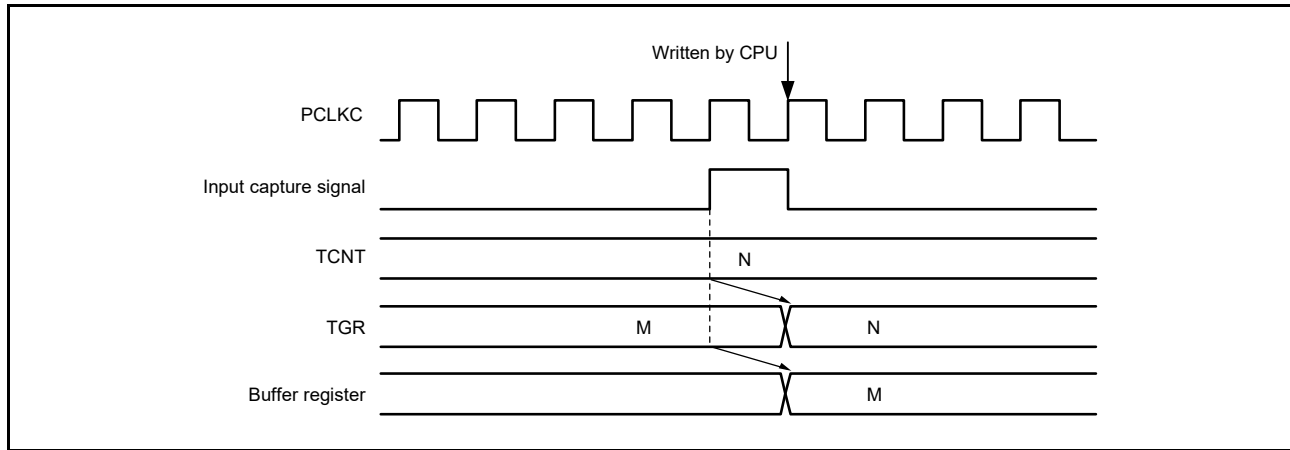 Written by CPU
PCLKC
Input capture signal
TCNT
N
TGR
M
N
Buffer register
M